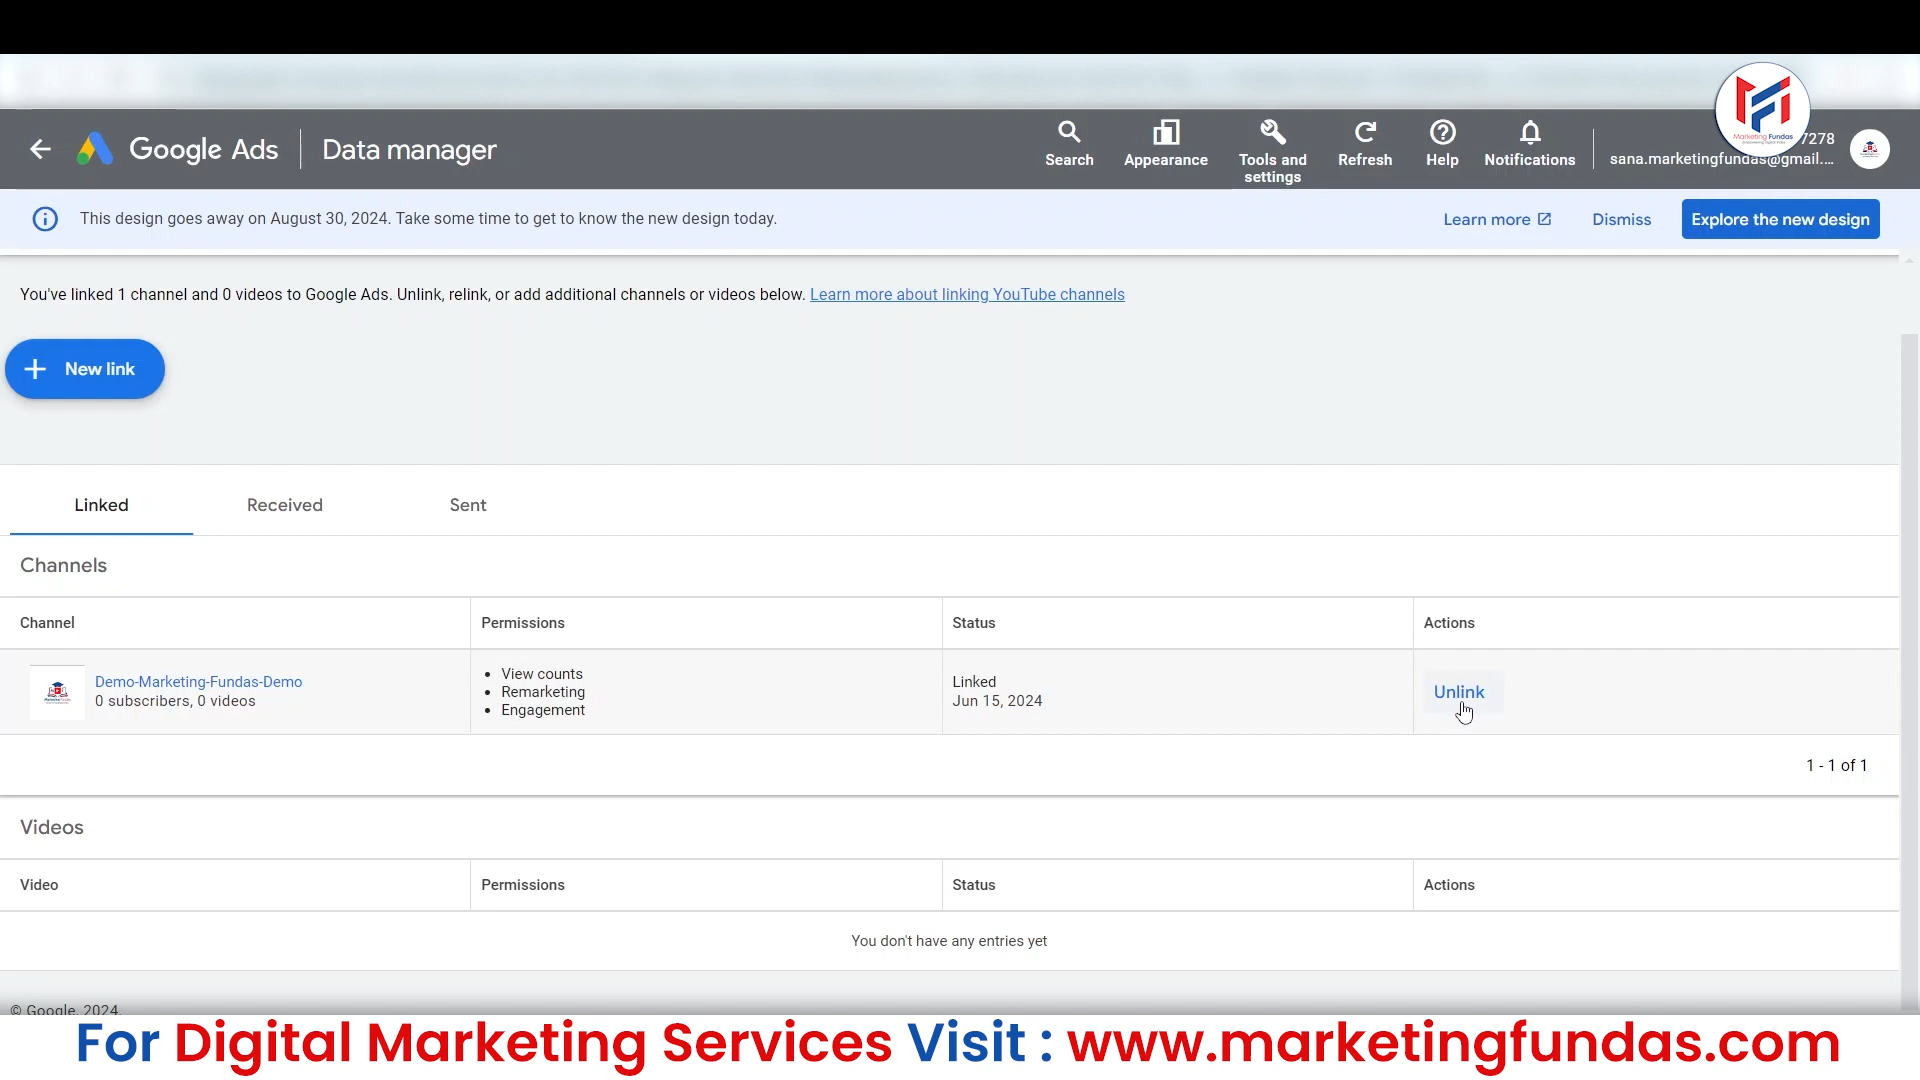 Google Ads
Data manager
Search
Appearance
Tools and
settings
Refresh
Help
Notifications
7278
sana.marketingfundas@gmail....
Marketing Fundas
This design goes away on August 30, 2024. Take some time to get to know the new design today.
Learn more
Dismiss
Explore the new design
You've linked 1 channel and 0 videos to Google Ads. Unlink, relink, or add additional channels or videos below. Learn more about linking YouTube channels
New link
Linked
Received
Sent
Channels
Channel
Permissions
Status
Actions
Demo-Marketing-Fundas-Demo
0 subscribers, 0 videos
• View counts
• Remarketing
• Engagement
Linked
Jun 15, 2024
Unlink
1 - 1 of 1
Videos
Video
Permissions
Status
Actions
You don't have any entries yet
© Google, 2024.
For Digital Marketing Services Visit : www.marketingfundas.com